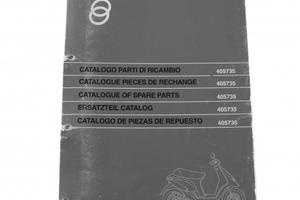 CATALOGO PARTI DI RICAMBIO 405735
CATALOGUE PIECES DE RECHANGE 405735
CATALOGUE OF SPARE PARTS 405735
ERSATZTEIL CATALOG 405735
CATALOGO DE PIEZAS DE REPUESTO 405735